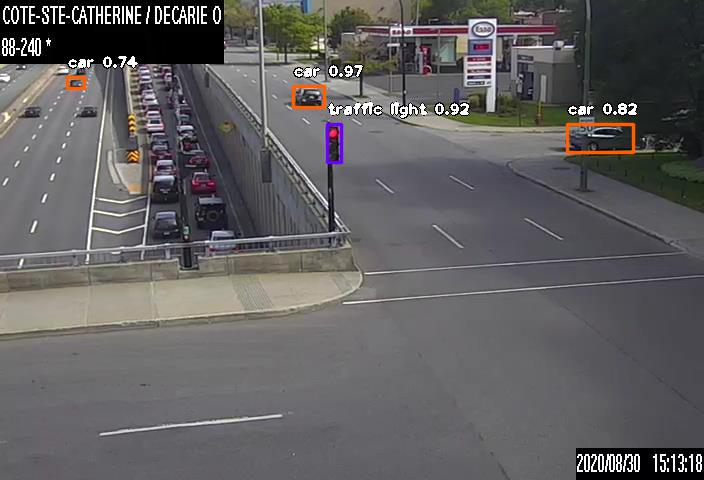 COTE-STE-CATHERINE / DECARIE O
88-240 *
car 0.74
car 0.97
traffic light 0.92
car 0.82
Esso
2020/08/30 15:13:18